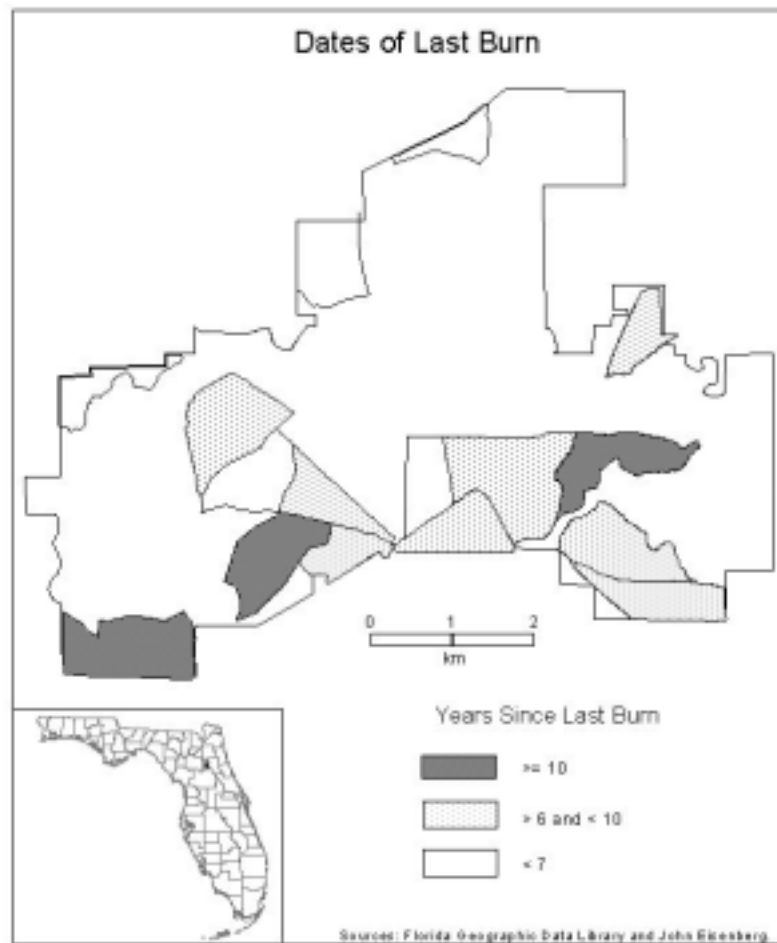 Dates of Last Burn
0 1 2
km
Years Since Last Burn
>= 10
> 6 and < 10
< 7
Sources: Florida Geographic Data Library and John Eisenberg.